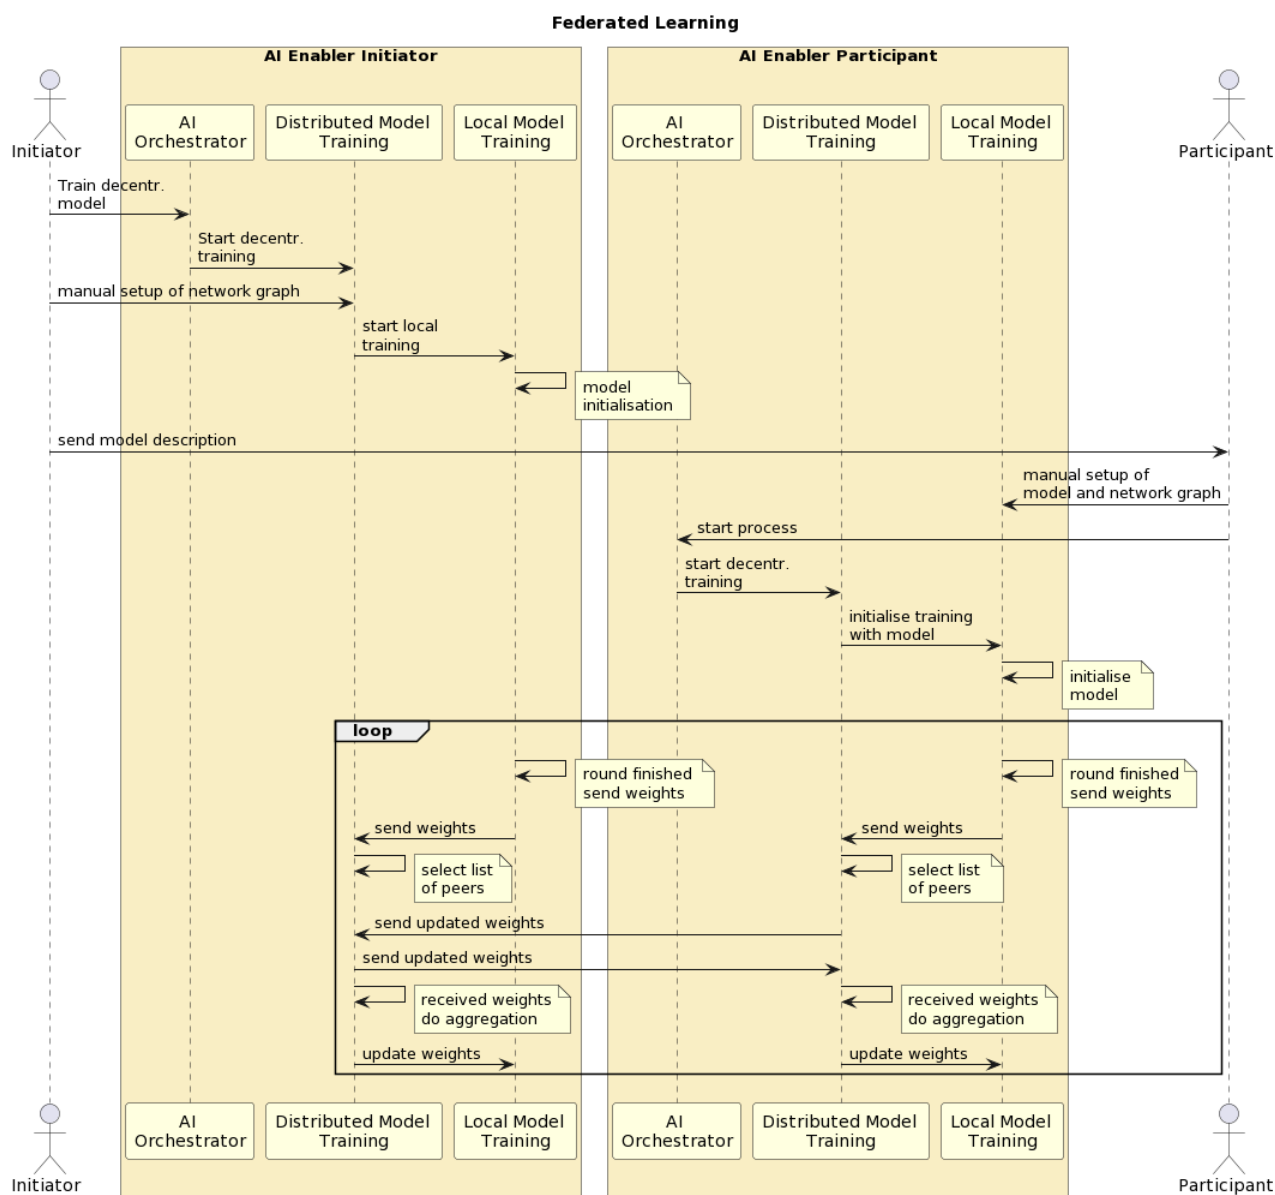 Federated Learning
AI Enabler Initiator
AI Enabler Participant
Initiator
AI
Orchestrator
Distributed Model
Training
Local Model
Training
AI
Orchestrator
Distributed Model
Training
Local Model
Training
Participant
Train decentr.
model
Start decentr.
training
manual setup of network graph
start local
training
model
initialisation
send model description
manual setup of
model and network graph
start process
start decentr.
training
initialise training
with model
initialise
model
loop
round finished
send weights
round finished
send weights
send weights
send weights
select list
of peers
select list
of peers
send updated weights
send updated weights
received weights
do aggregation
received weights
do aggregation
update weights
update weights
Initiator
AI
Orchestrator
Distributed Model
Training
Local Model
Training
AI
Orchestrator
Distributed Model
Training
Local Model
Training
Participant